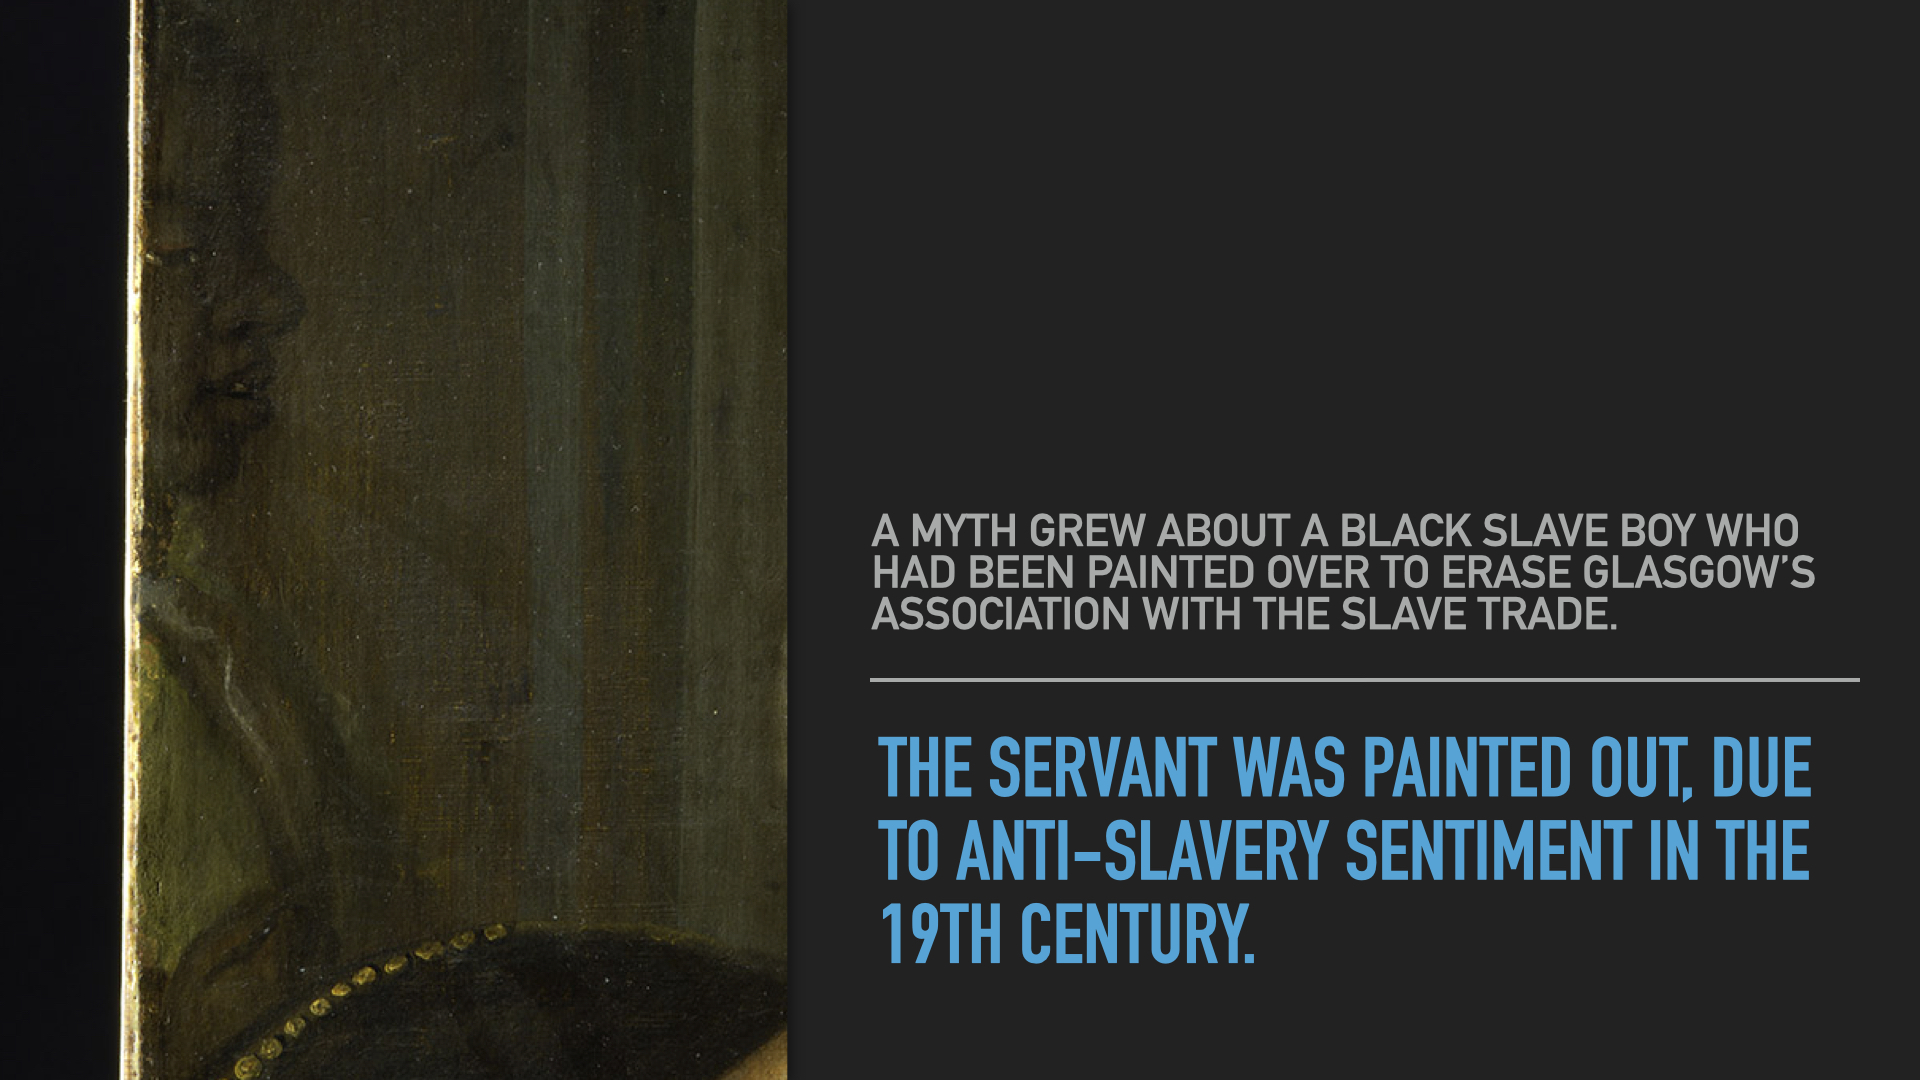 A MYTH GREW ABOUT A BLACK SLAVE BOY WHO
HAD BEEN PAINTED OVER TO ERASE GLASGOW’S
ASSOCIATION WITH THE SLAVE TRADE.
THE SERVANT WAS PAINTED OUT, DUE
TO ANTI-SLAVERY SENTIMENT IN THE
19TH CENTURY.